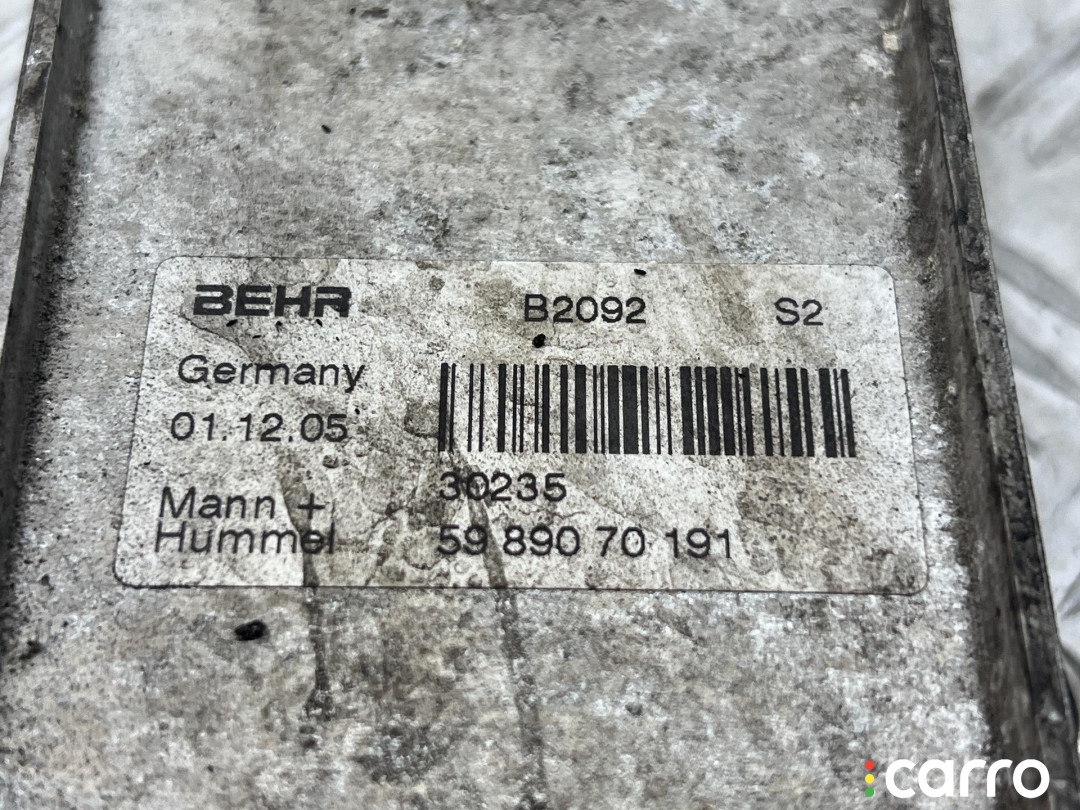 BEHR B2092 S2
Germany
01.12.05
30235
Mann +
Hummel 59 890 70 191
carro